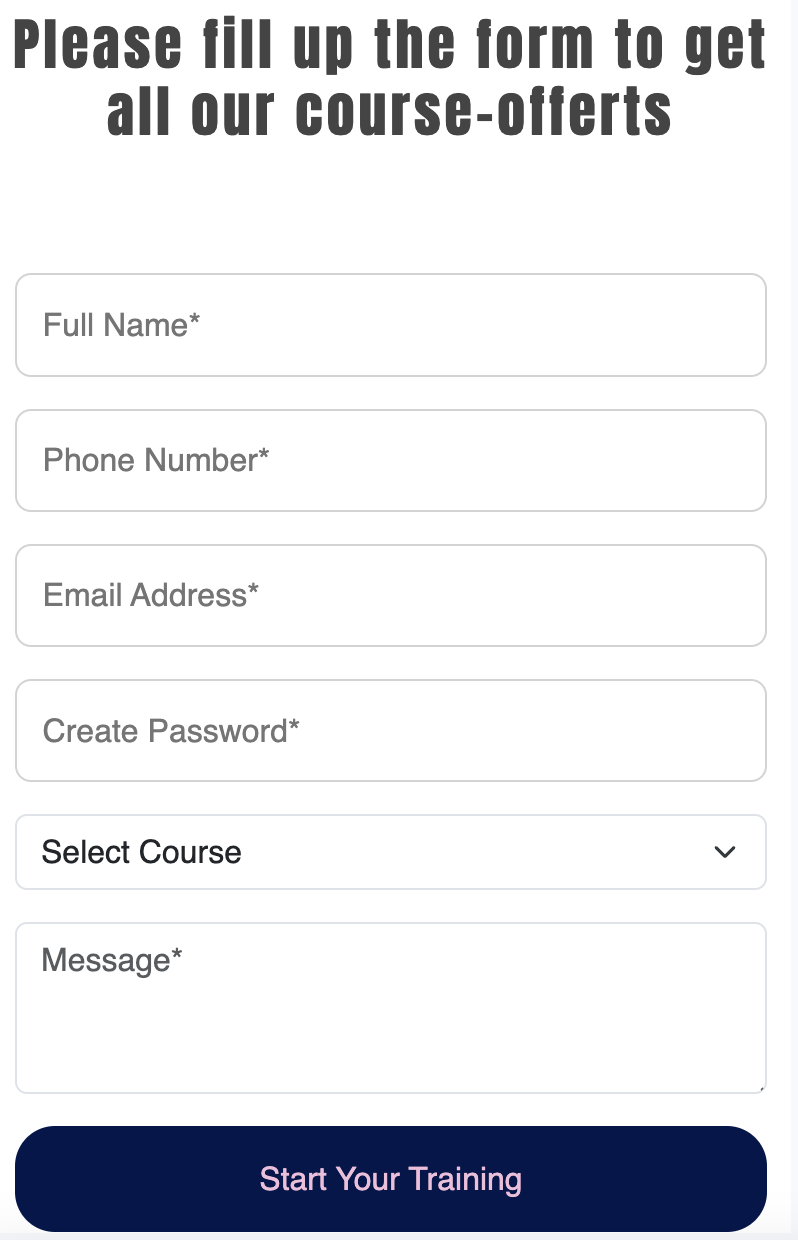 Please fill up the form to get
all our course-offerts
Full Name*
Phone Number*
Email Address*
Create Password*
Select Course
Message*
Start Your Training